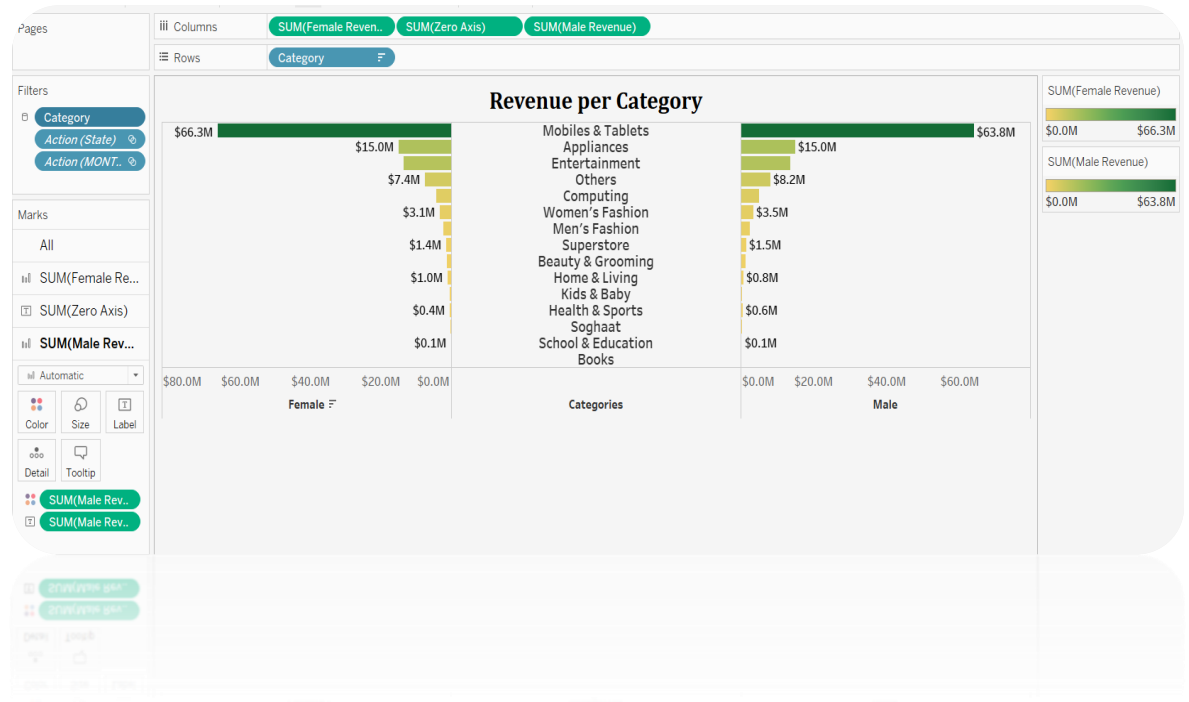 Pages
Columns
SUM(Female Reven..
SUM(Zero Axis)
SUM(Male Revenue)
Rows
Category
Filters
Category
Action (State)
Action (MONT..
Marks
All
SUM(Female Re...
SUM(Zero Axis)
SUM(Male Rev...
Automatic
Color Size Label
Detail Tooltip
SUM(Male Rev..
SUM(Male Rev..
Revenue per Category
$66.3M Mobiles & Tablets $63.8M
$15.0M Appliances $15.0M
Entertainment
$7.4M Others $8.2M
Computing
$3.1M Women's Fashion $3.5M
Men's Fashion
$1.4M Superstore $1.5M
Beauty & Grooming
$1.0M Home & Living $0.8M
Kids & Baby
$0.4M Health & Sports $0.6M
Soghaat
$0.1M School & Education $0.1M
Books
$80.0M $60.0M $40.0M $20.0M $0.0M $0.0M $20.0M $40.0M $60.0M
Female Categories Male
SUM(Female Revenue)
$0.0M $66.3M
SUM(Male Revenue)
$0.0M $63.8M